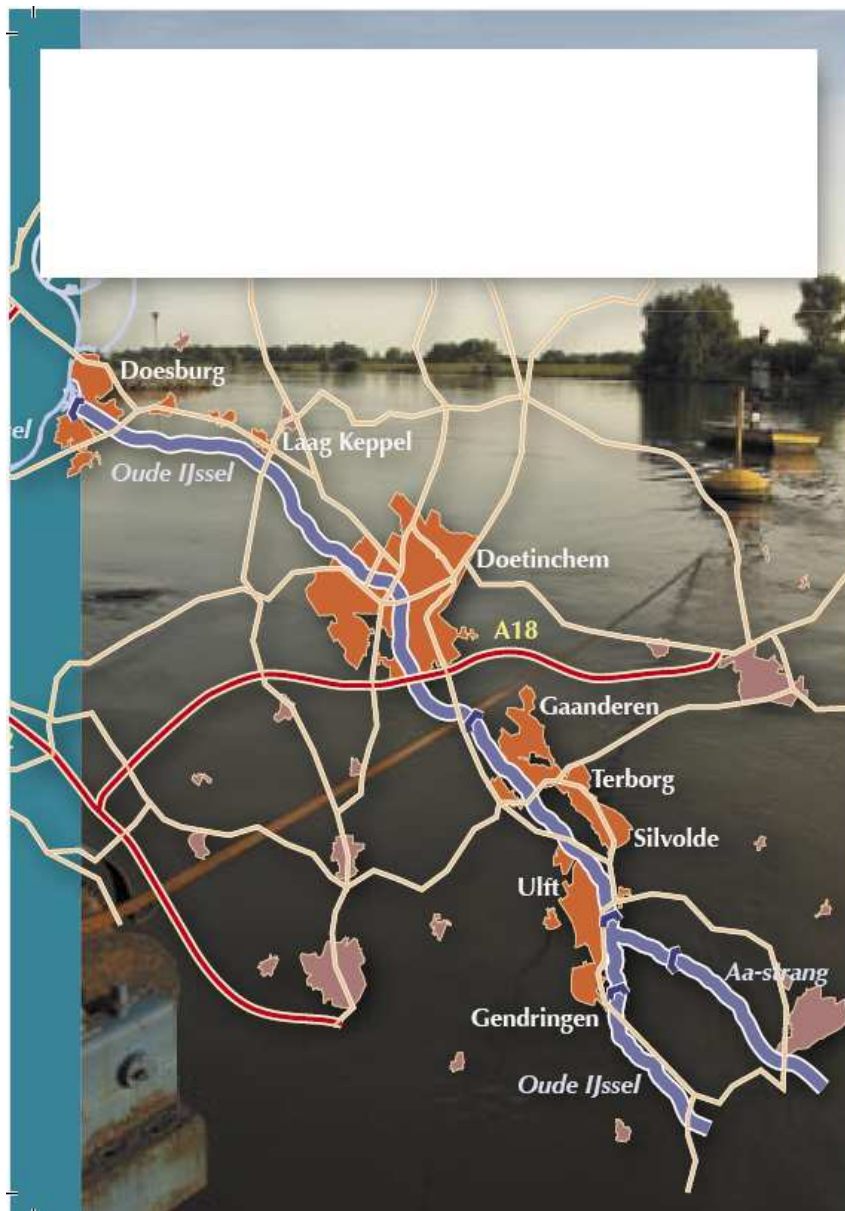 Doesburg
Laag Keppel
Oude IJssel
Doetinchem
A18
Gaanderen
Terborg
Silvolde
Ulft
Aa-strang
Gendringen
Oude IJssel